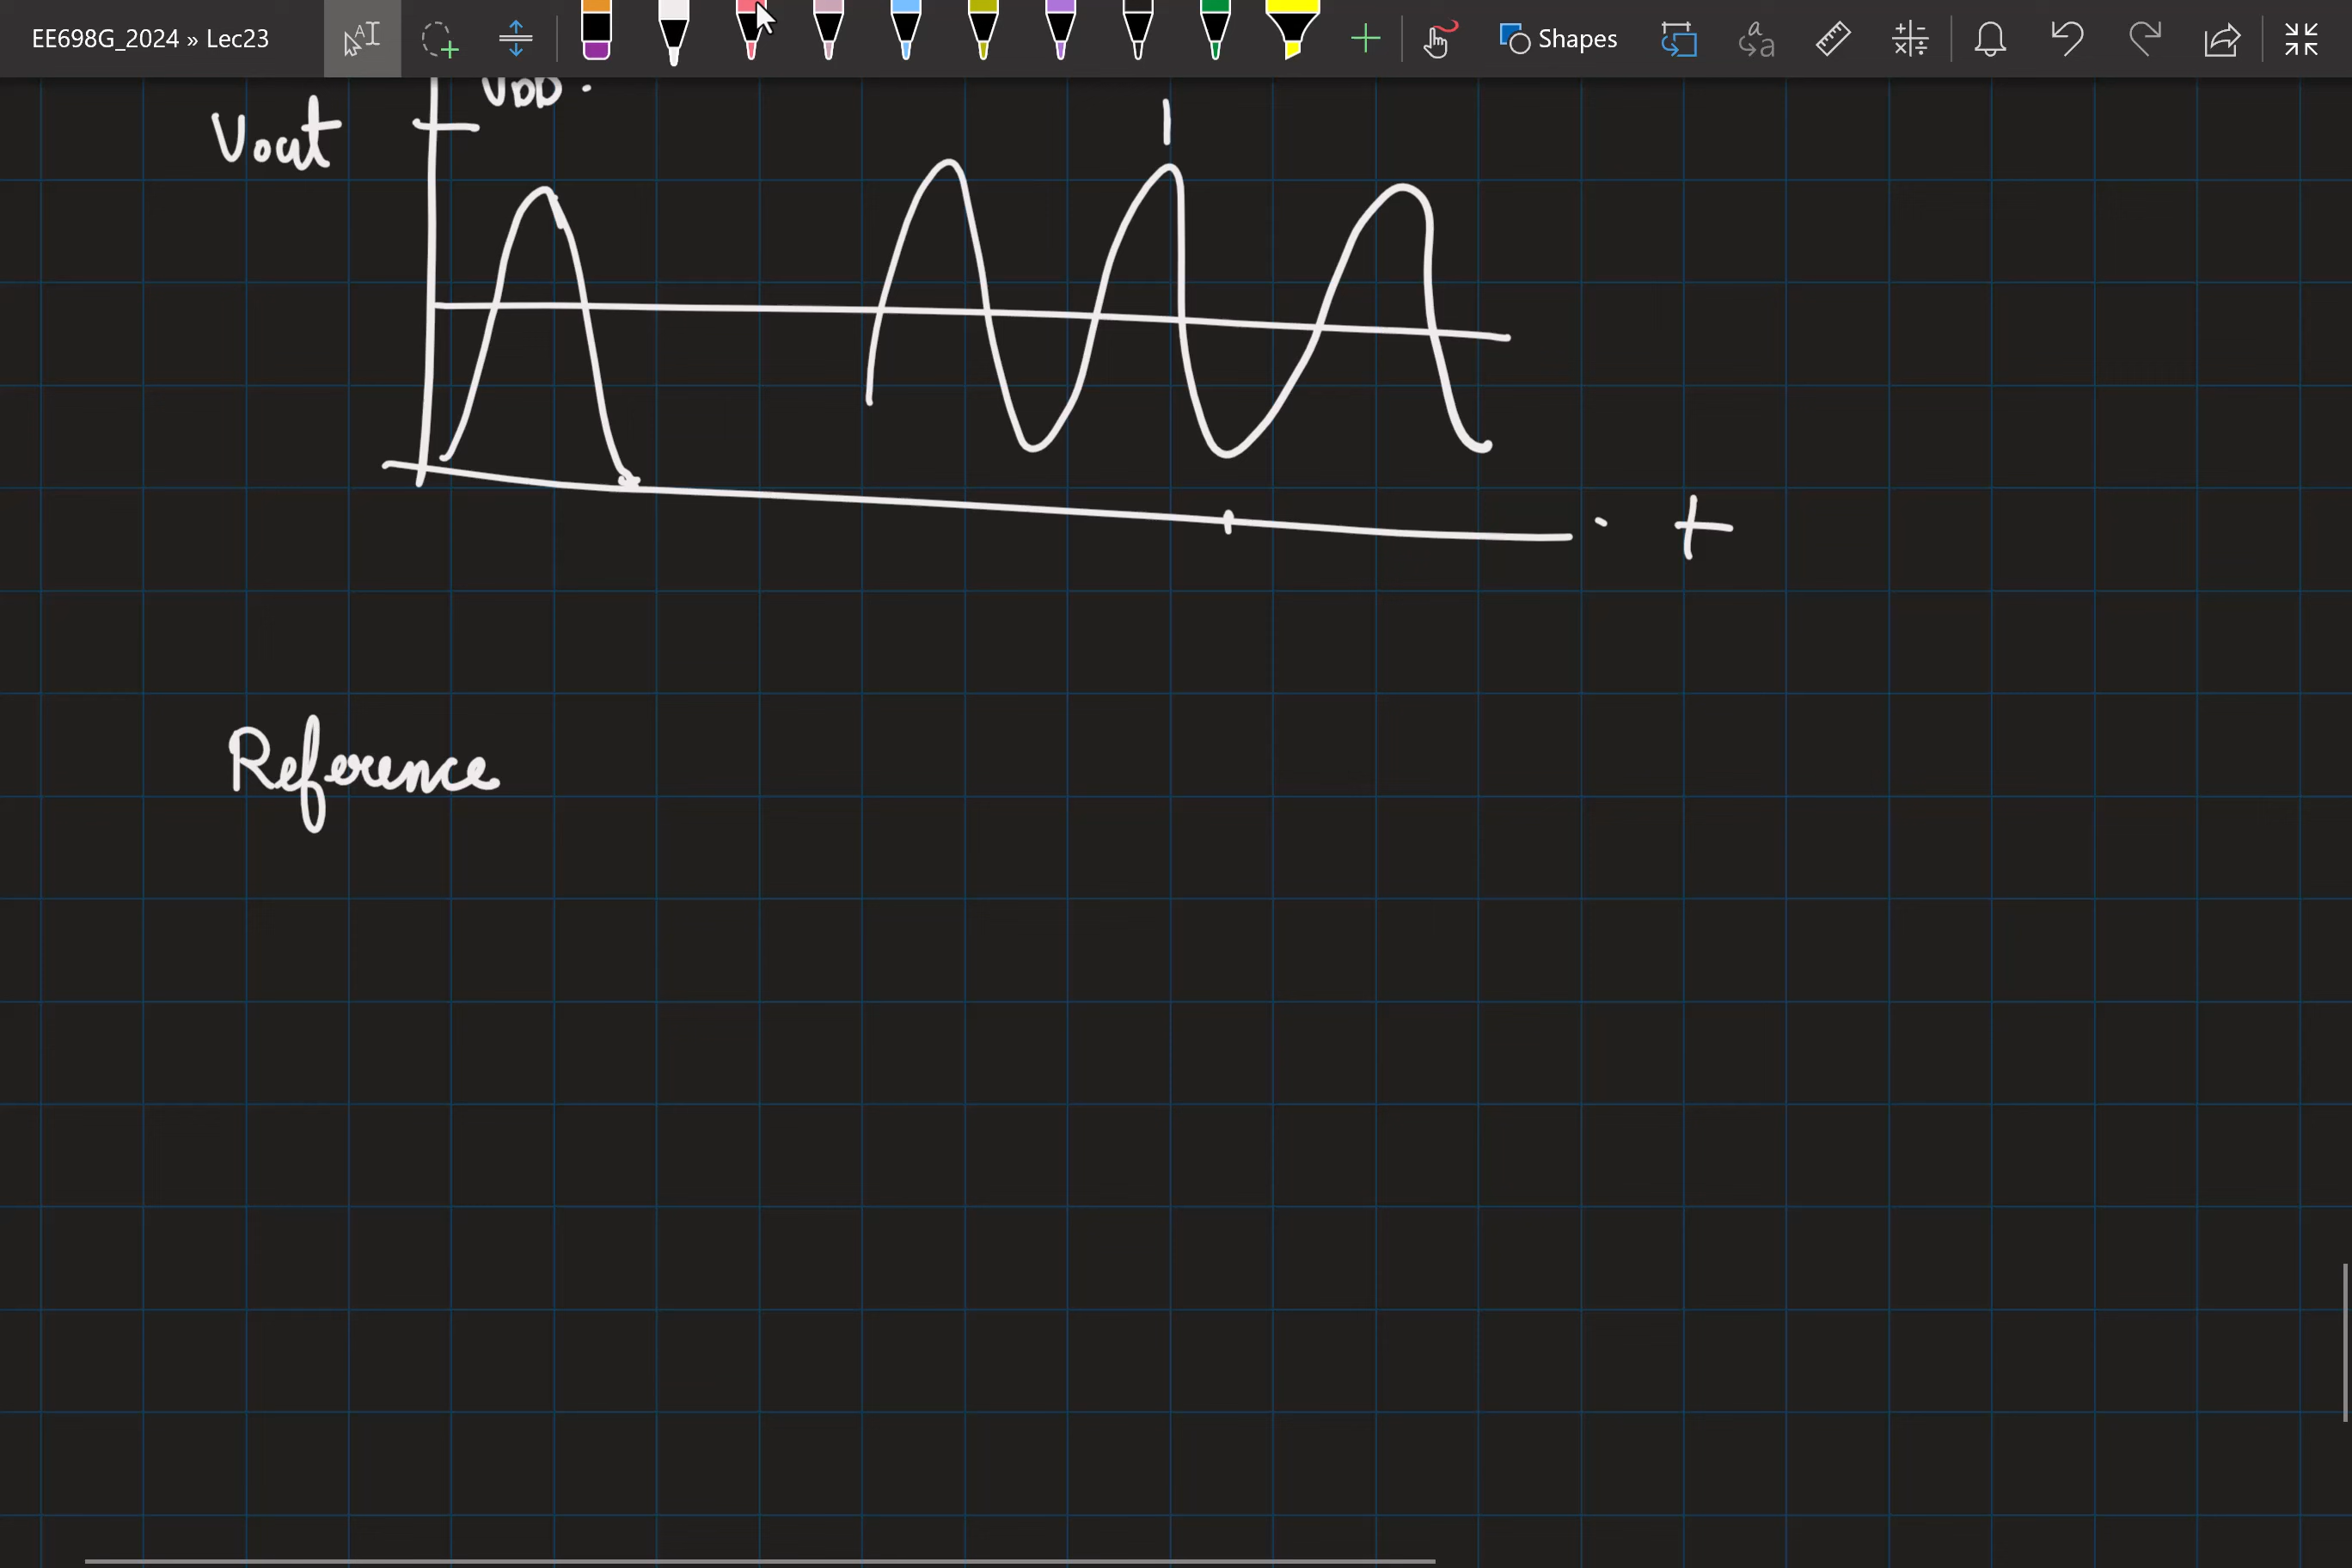 EE698G_2024 » Lec23
Shapes
VDD.
Vout
t
Reference